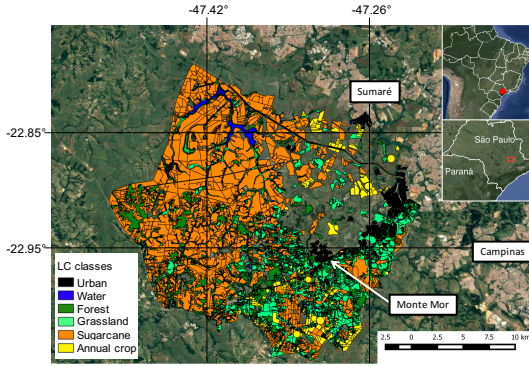 -47.42
-47.26
Sumaré
-22.85
São Paulo
Paraná
-22.95
Campinas
LC classes
Urban
Water
Forest
Grassland
Sugarcane
Annual crop
Monte Mor
2.5 0 2.5 5 7.5 10 km